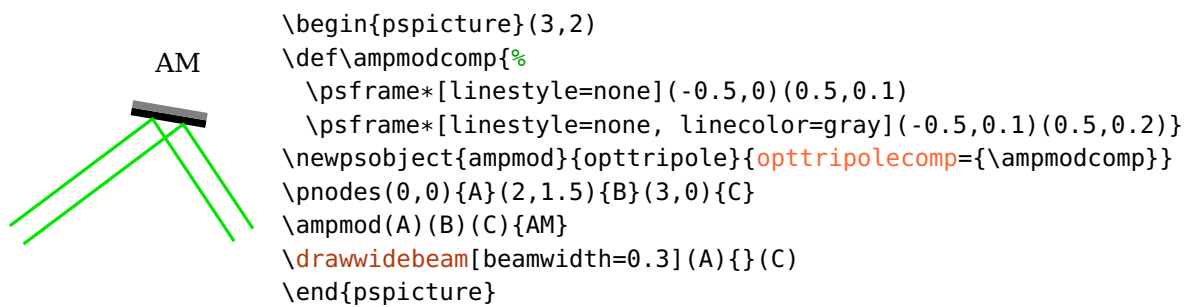 AM
\begin{pspicture}(3,2)
\def\ampmodcomp{%
\psframe*[linestyle=none](-0.5,0)(0.5,0.1)
\psframe*[linestyle=none, linecolor=gray](-0.5,0.1)(0.5,0.2)}
\newpsobject{ampmod}{opttripole}{opttripolecomp={\ampmodcomp}}
\pnodes(0,0){A}(2,1.5){B}(3,0){C}
\ampmod(A)(B)(C){AM}
\drawwidebeam[beamwidth=0.3](A){}(C)
\end{pspicture}